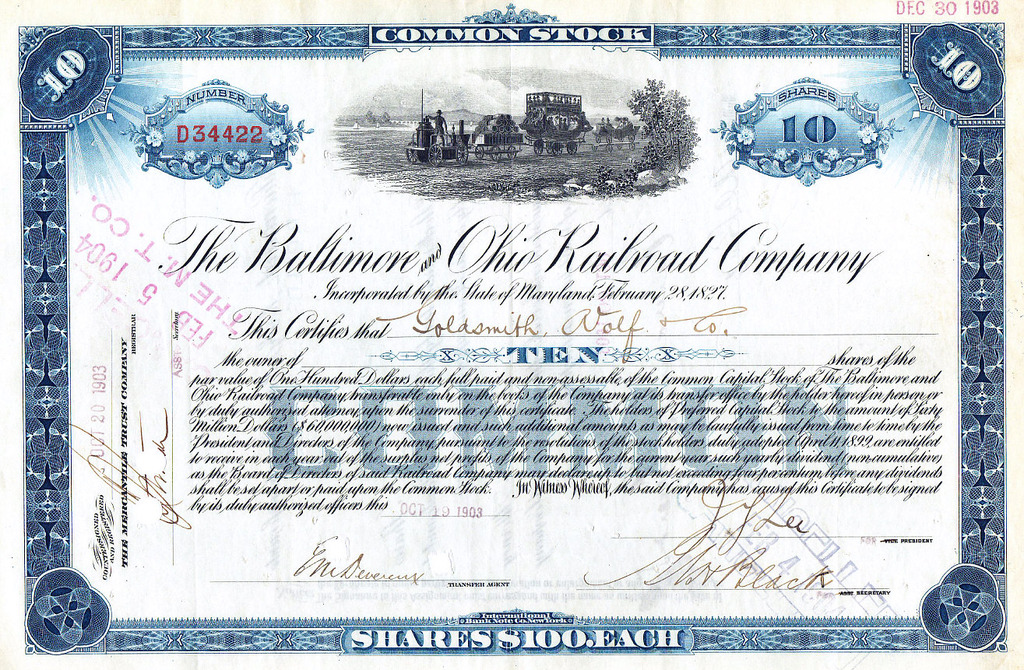 DEC 30 1903
COMMON STOCK
10
10
NUMBER
D34422
SHARES
10
The Baltimore and Ohio Railroad Company
Incorporated by the State of Maryland, February 28, 1827.
This Certifies that Goldsmith, Wolf & Co.
the owner of TEN shares of the
par value of One Hundred Dollars each, full paid and non-assessable, of the Common Capital Stock of The Baltimore and
Ohio Railroad Company, transferable only on the books of the Company at its transfer office by the holder hereof in person or
by duly authorized attorney upon the surrender of this certificate. The holders of Preferred Capital Stock to the amount of Sixty
Million Dollars ($60,000,000) now issued and such additional amounts as may be lawfully issued from time to time by the
President and Directors of the Company, pursuant to the resolution of the stockholders duly adopted April 11, 1899, are entitled
to receive in each year, out of the surplus net profits of the Company for the current year such yearly dividend (non cumulative)
as the Board of Directors of said Railroad Company may declare, up to but not exceeding four per centum, before any dividends
shall be set apart or paid upon the Common Stock. In Witness Whereof, the said Company has caused this Certificate to be signed
by its duly authorized officers this OCT 19 1903
COMMON
J J Lee
FOR VICE PRESIDENT
E M Devereux
TRANSFER AGENT
Black
ASST SECRETARY
International
Bank Note Co. New York
SHARES $100. EACH
COUNTERSIGNED
AND REGISTERED
OCT 20 1903
THE MERCANTILE TRUST COMPANY
REGISTRAR
ASST
Secretary
FEB 5 1904
THE M. T. CO.